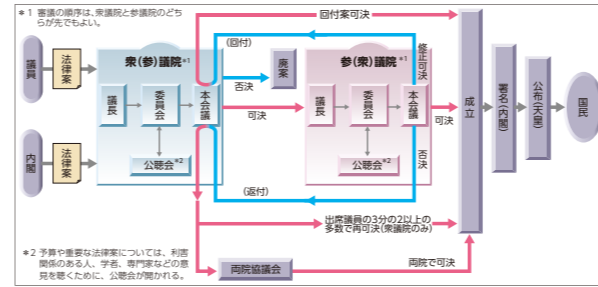 ＊1 審議の順序は、衆議院と参議院のどち
らが先でもよい。
議員
法律案
内閣
法律案
衆(参)議院＊1
議長
委員会
本会議
公聴会＊2
(回付)
否決
廃案
可決
(返付)
参(衆)議院＊1
議長
委員会
本会議
公聴会＊2
回付案可決
修正可決
可決
否決
出席議員の3分の2以上の
多数で再可決(衆議院のみ)
両院協議会
両院で可決
成立
署名(内閣)
公布(天皇)
国民
＊2 予算や重要な法律案については、利害
関係のある人、学者、専門家などの意
見を聴くために、公聴会が開かれる。